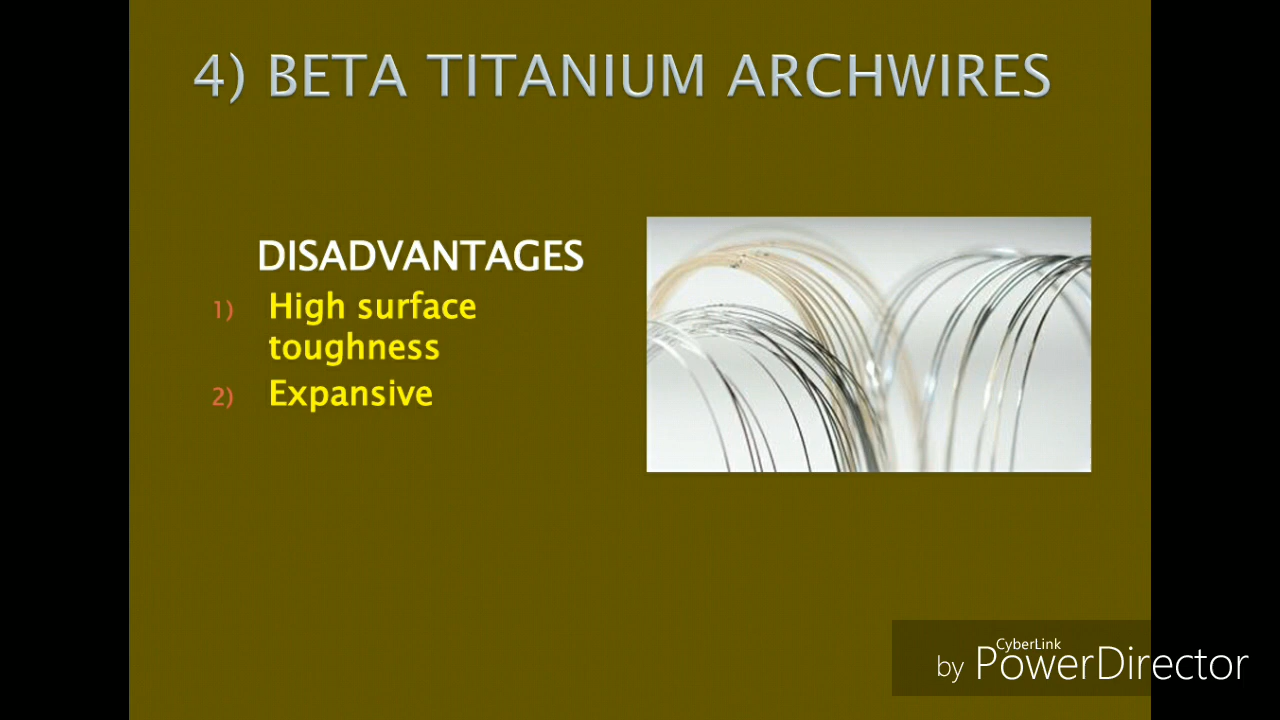 4) BETA TITANIUM ARCHWIRES
DISADVANTAGES
1) High surface
toughness
2) Expansive
CyberLink
by PowerDirector